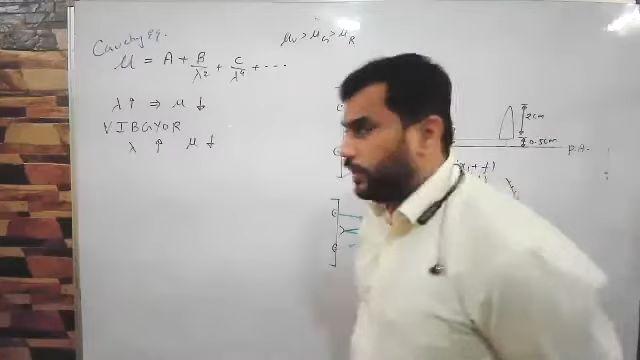 Cauchy eq.
μ = A + B/λ² + C/λ⁴ + ...
μV > μG > μR
λ ↑ ⇒ μ ↓
VIBGYOR
λ ↑ μ ↓
2cm
0.5cm
P.A.